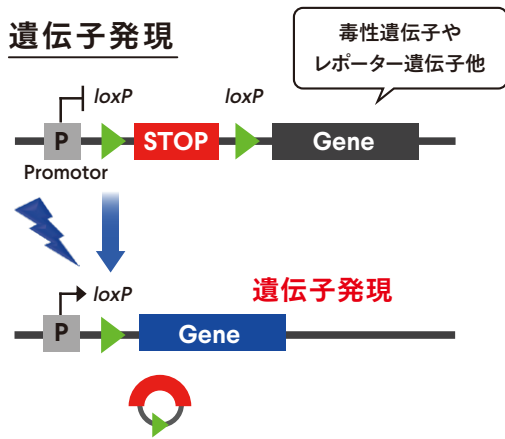 遺伝子発現
毒性遺伝子や
レポーター遺伝子他
loxP
loxP
P
STOP
Gene
Promotor
loxP
遺伝子発現
P
Gene